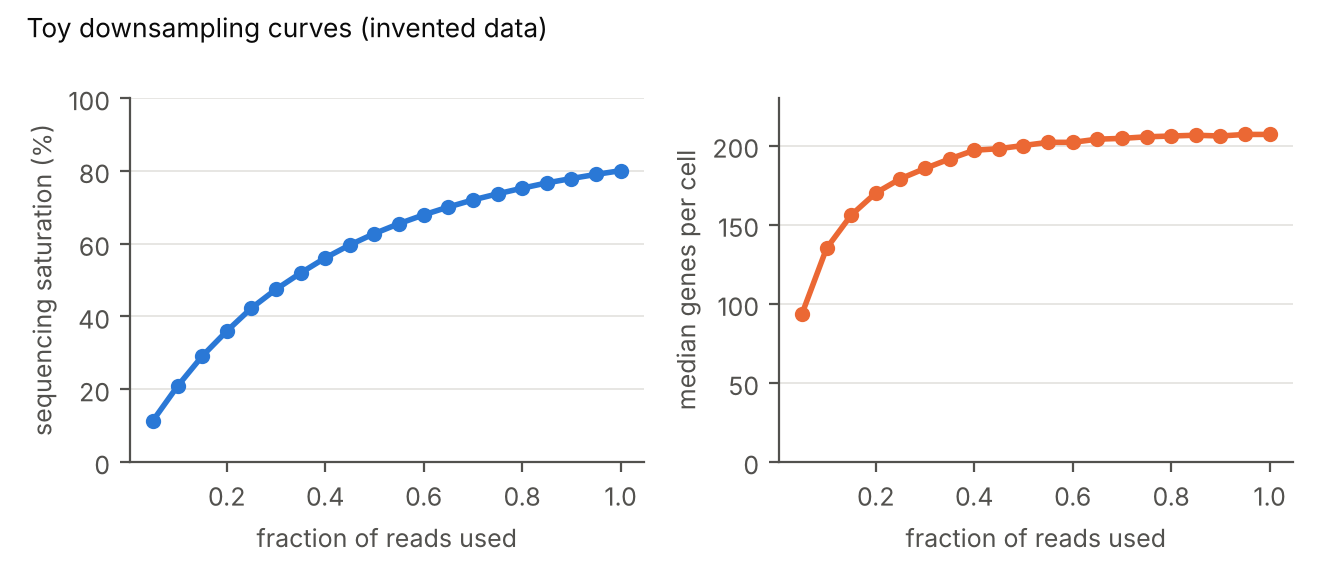 Toy downsampling curves (invented data)
sequencing saturation (%)
100
80
60
40
20
0
0.2 0.4 0.6 0.8 1.0
fraction of reads used
median genes per cell
200
150
100
50
0
0.2 0.4 0.6 0.8 1.0
fraction of reads used